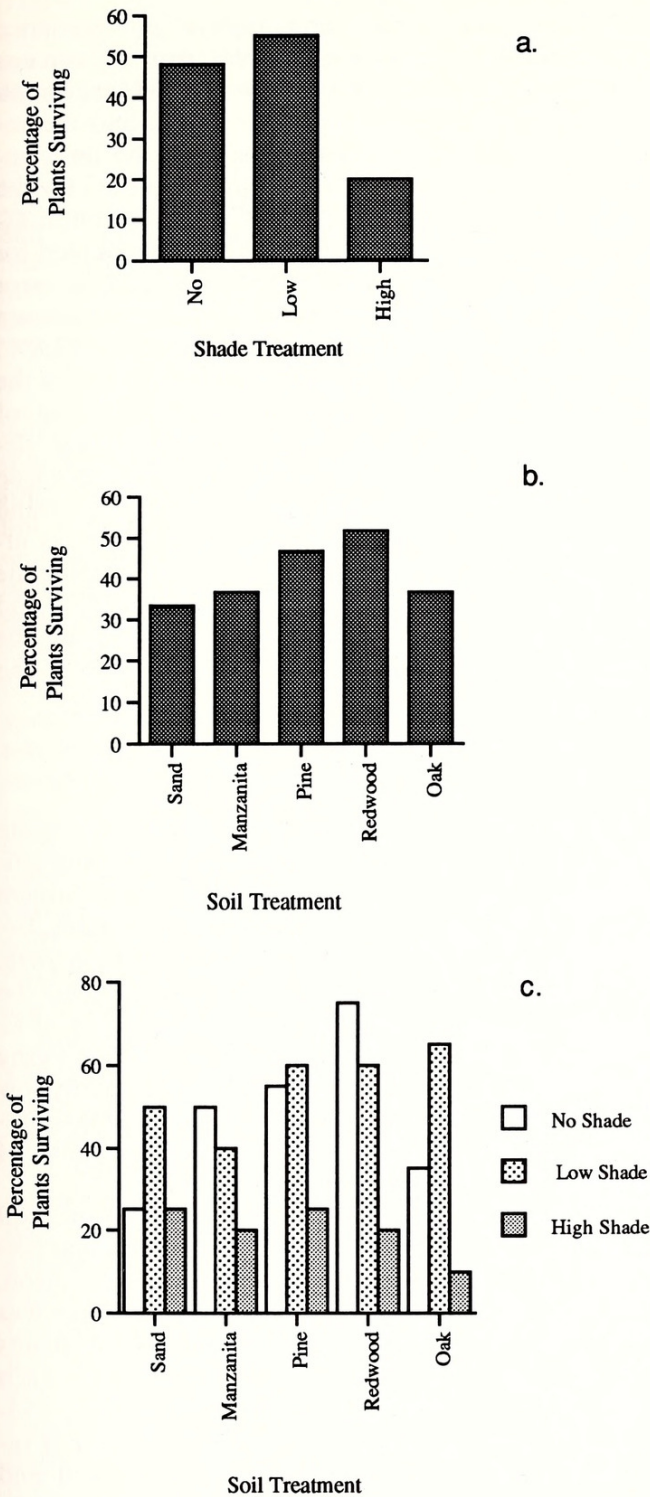 a.
60
50
40
30
20
10
0
Percentage of
Plants Survivng
No
Low
High
Shade Treatment
b.
60
50
40
30
20
10
0
Percentage of
Plants Surviving
Sand
Manzanita
Pine
Redwood
Oak
Soil Treatment
c.
80
60
40
20
0
Percentage of
Plants Surviving
No Shade
Low Shade
High Shade
Sand
Manzanita
Pine
Redwood
Oak
Soil Treatment